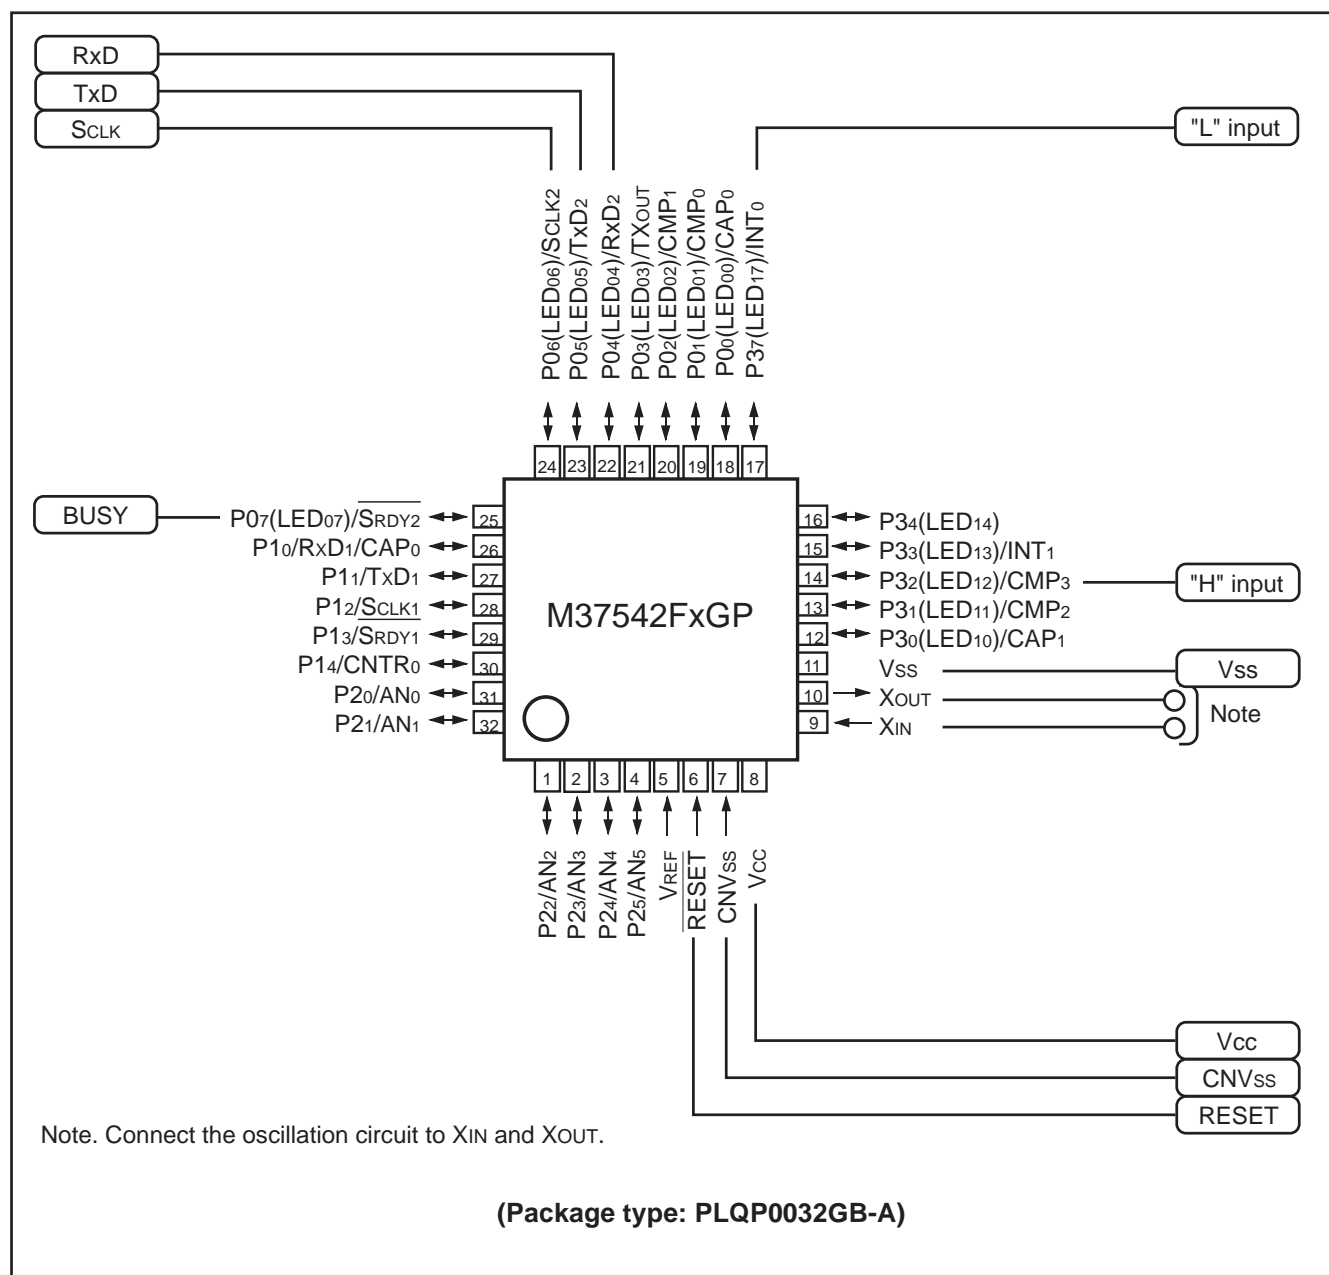 RxD
TxD
SCLK
"L" input
P06(LED06)/SCLK2
P05(LED05)/TxD2
P04(LED04)/RxD2
P03(LED03)/TXOUT
P02(LED02)/CMP1
P01(LED01)/CMP0
P00(LED00)/CAP0
P37(LED17)/INT0
24 23 22 21 20 19 18 17
BUSY
P07(LED07)/SRDY2 25
P10/RXD1/CAP0 26
P11/TXD1 27
P12/SCLK1 28
P13/SRDY1 29
P14/CNTR0 30
P20/AN0 31
P21/AN1 32
M37542FxGP
16 P34(LED14)
15 P33(LED13)/INT1
14 P32(LED12)/CMP3 "H" input
13 P31(LED11)/CMP2
12 P30(LED10)/CAP1
11 VSS Vss
10 XOUT
9 XIN
Note
1 2 3 4 5 6 7 8
P22/AN2
P23/AN3
P24/AN4
P25/AN5
VREF
RESET
CNVSS
VCC
Vcc
CNVSS
RESET
Note. Connect the oscillation circuit to XIN and XOUT.
(Package type: PLQP0032GB-A)